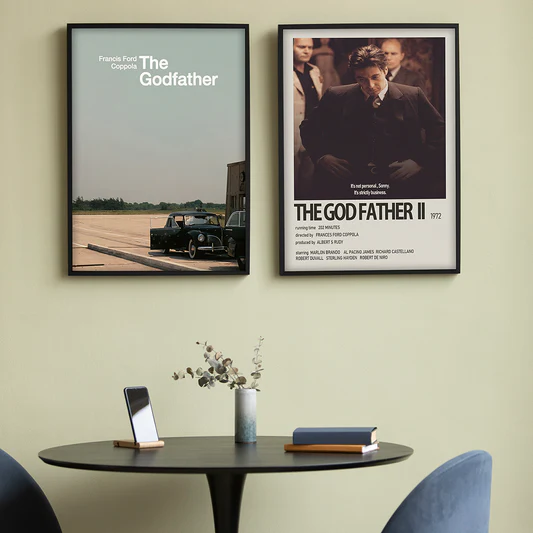 Francis Ford The
Coppola Godfather
It's not personal, Sonny.
It's strictly business.
THE GOD FATHER II 1972
running time 202 MINUTES
directed by FRANCES FORD COPPOLA
produced by ALBERT S RUDY
starring MARLON BRANDO AL PACINO JAMES RICHARD CASTELLANO
ROBERT DUVALL STERLING HAYDEN ROBERT DE NIRO